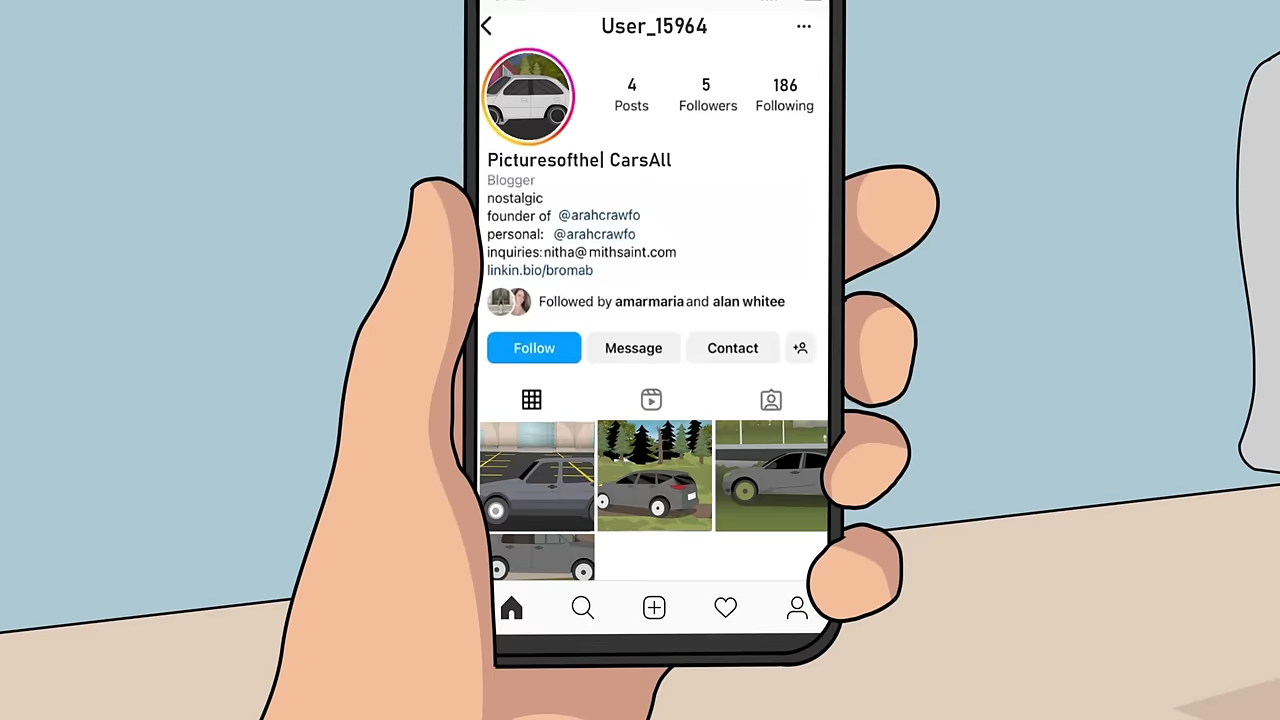 User_15964
4 5 186
Posts Followers Following
Picturesofthe| CarsAll
Blogger
nostalgic
founder of @arahcrawfo
personal: @arahcrawfo
inquiries:nitha@mithsaint.com
linkin.bio/bromab
Followed by amarmaria and alan whitee
Follow Message Contact